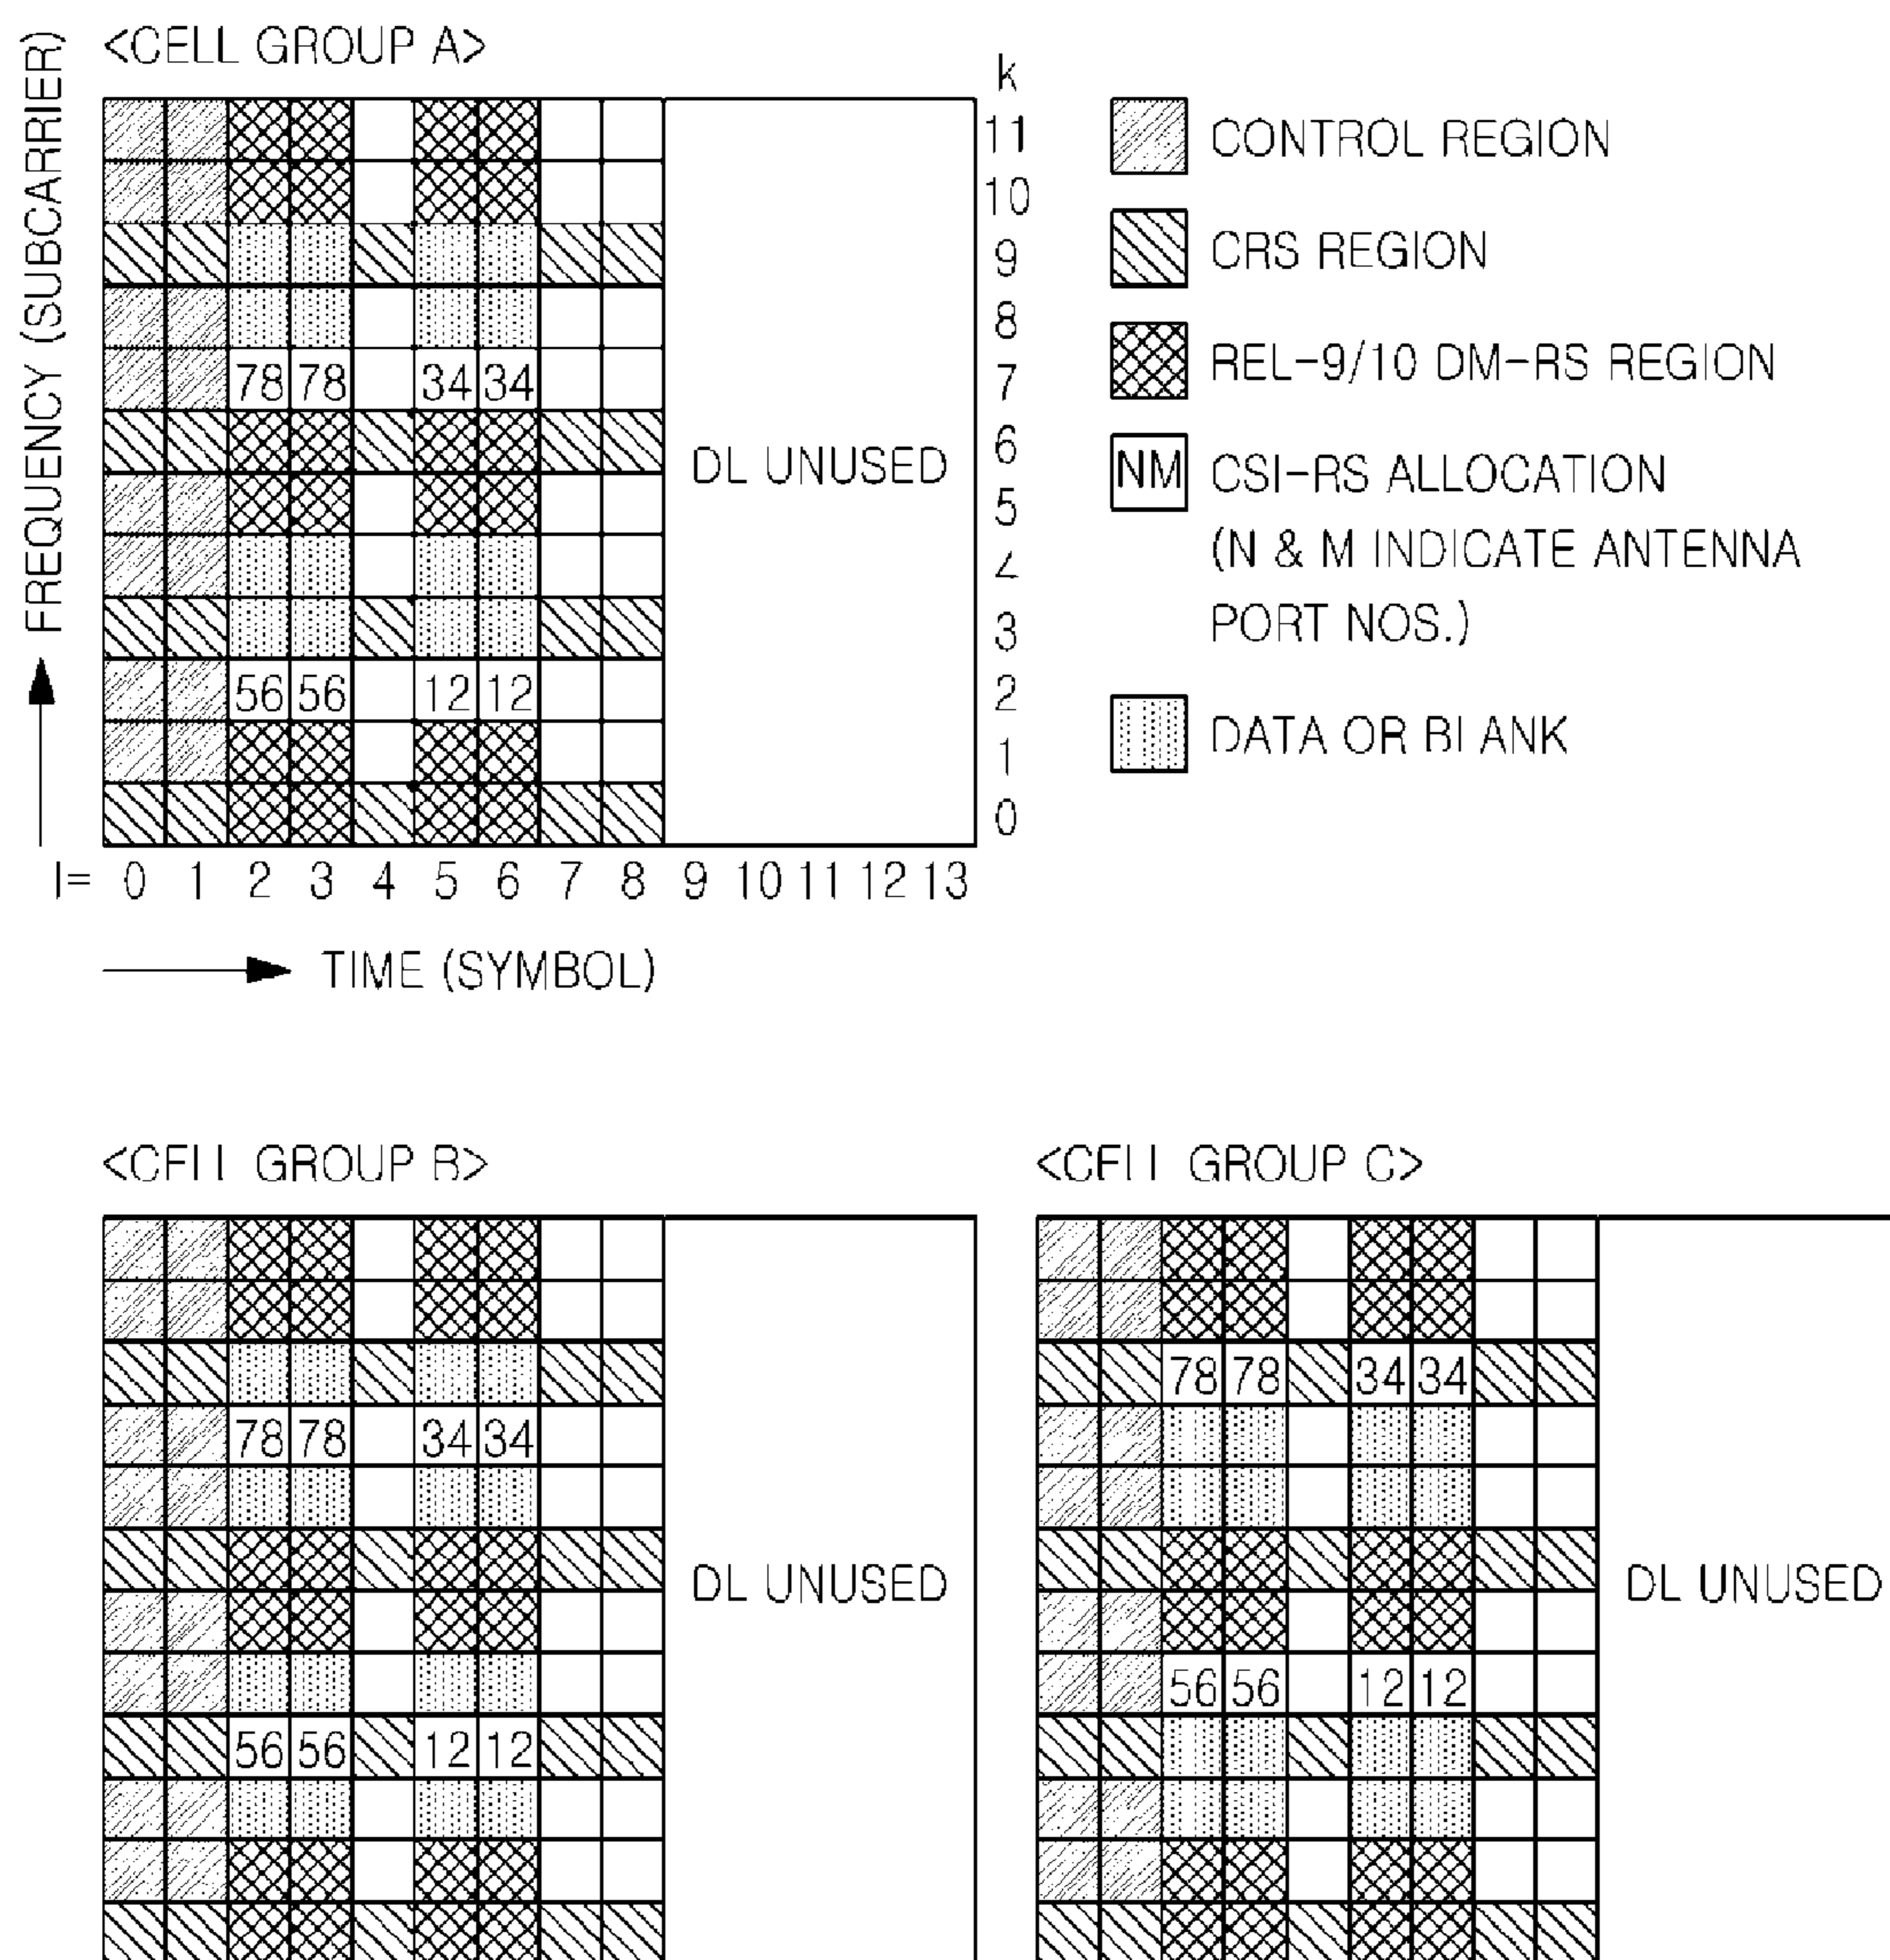 <CELL GROUP A>
FREQUENCY (SUBCARRIER)
k
11
10
9
8
7
6
5
4
3
2
1
0
78 78 34 34
56 56 12 12
DL UNUSED
l= 0 1 2 3 4 5 6 7 8 9 10 11 12 13
TIME (SYMBOL)
CONTROL REGION
CRS REGION
REL-9/10 DM-RS REGION
NM CSI-RS ALLOCATION
(N & M INDICATE ANTENNA
PORT NOS.)
DATA OR BLANK
<CELL GROUP B>
78 78 34 34
56 56 12 12
DL UNUSED
<CELL GROUP C>
78 78 34 34
56 56 12 12
DL UNUSED